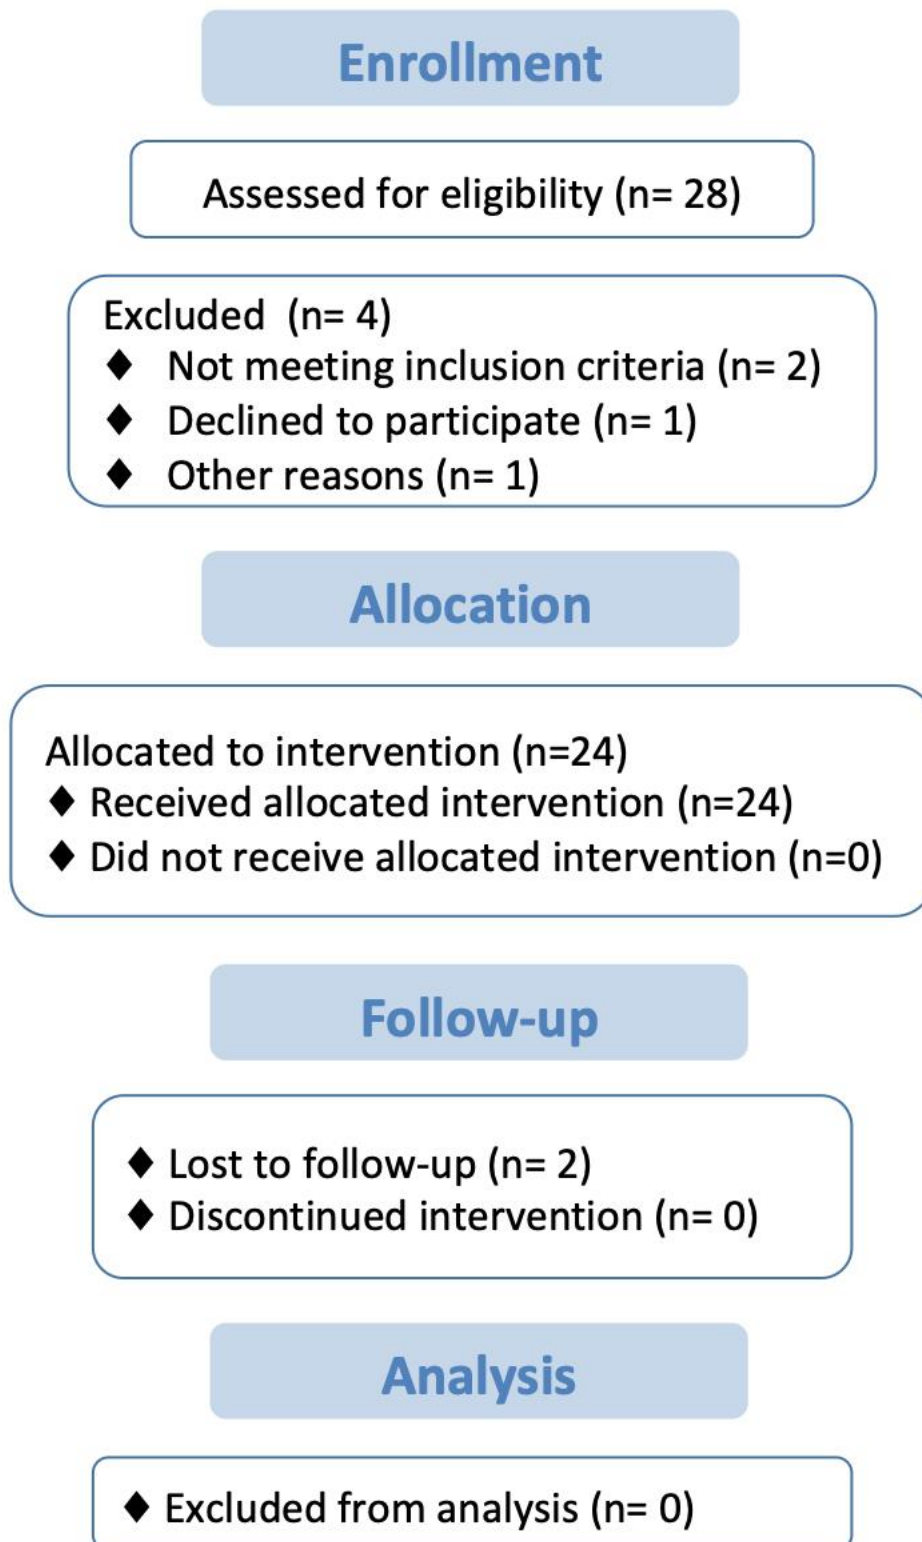 Enrollment
Assessed for eligibility (n= 28)
Excluded  (n= 4)
♦ Not meeting inclusion criteria (n= 2)
♦ Declined to participate (n= 1)
♦ Other reasons (n= 1)
Allocation
Allocated to intervention (n=24)
♦ Received allocated intervention (n=24)
♦ Did not receive allocated intervention (n=0)
Follow-up
♦ Lost to follow-up (n= 2)
♦ Discontinued intervention (n= 0)
Analysis
♦ Excluded from analysis (n= 0)